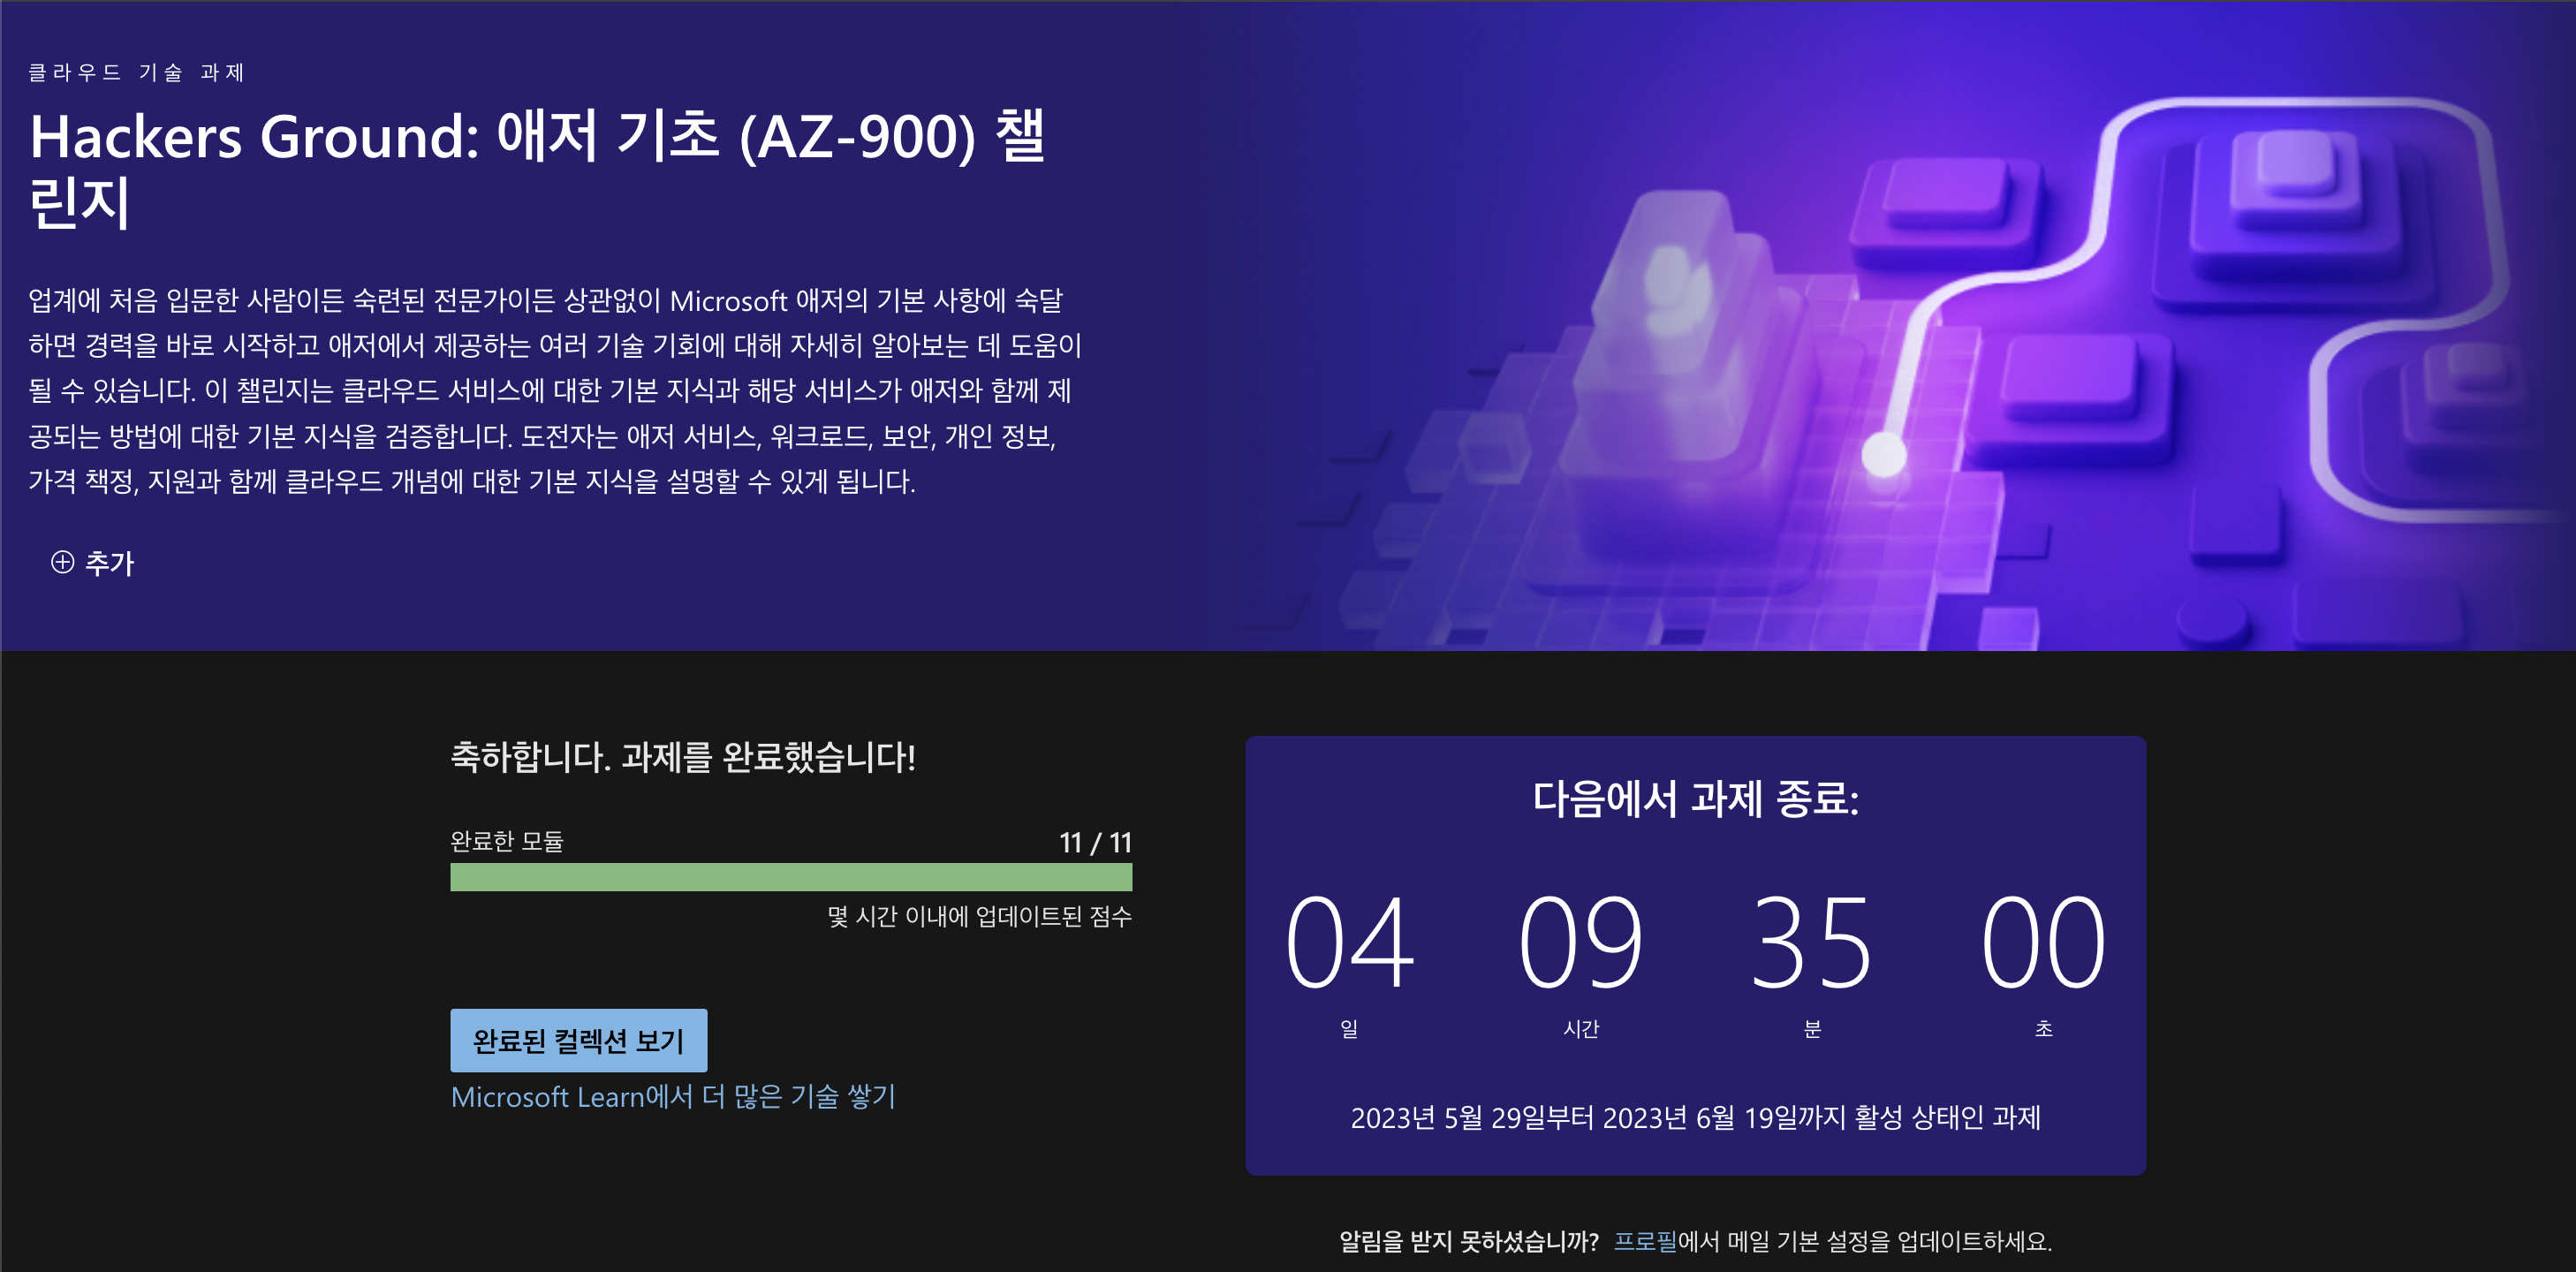 클라우드 기술 과제
Hackers Ground: 애저 기초 (AZ-900) 챌
린지
업계에 처음 입문한 사람이든 숙련된 전문가이든 상관없이 Microsoft 애저의 기본 사항에 숙달
하면 경력을 바로 시작하고 애저에서 제공하는 여러 기술 기회에 대해 자세히 알아보는 데 도움이
될 수 있습니다. 이 챌린지는 클라우드 서비스에 대한 기본 지식과 해당 서비스가 애저와 함께 제
공되는 방법에 대한 기본 지식을 검증합니다. 도전자는 애저 서비스, 워크로드, 보안, 개인 정보,
가격 책정, 지원과 함께 클라우드 개념에 대한 기본 지식을 설명할 수 있게 됩니다.
추가
축하합니다. 과제를 완료했습니다!
완료한 모듈 11 / 11
몇 시간 이내에 업데이트된 점수
완료된 컬렉션 보기
Microsoft Learn에서 더 많은 기술 쌓기
다음에서 과제 종료:
04 09 35 00
일 시간 분 초
2023년 5월 29일부터 2023년 6월 19일까지 활성 상태인 과제
알림을 받지 못하셨습니까? 프로필에서 메일 기본 설정을 업데이트하세요.